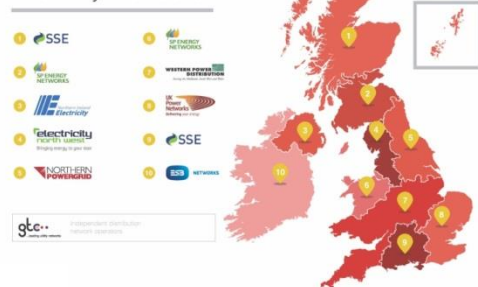 1 SSE
2 SP ENERGY
NETWORKS
3 Northern Ireland
Electricity
4 electricity
north west
Bringing energy to your door
5 NORTHERN
POWERGRID
6 SP ENERGY
NETWORKS
7 WESTERN POWER
DISTRIBUTION
8 UK
Power
Networks
Delivering your energy
9 SSE
10 ESB NETWORKS
gtc
independent distribution
network operators
1
2
3
4
5
10
6
7
8
9